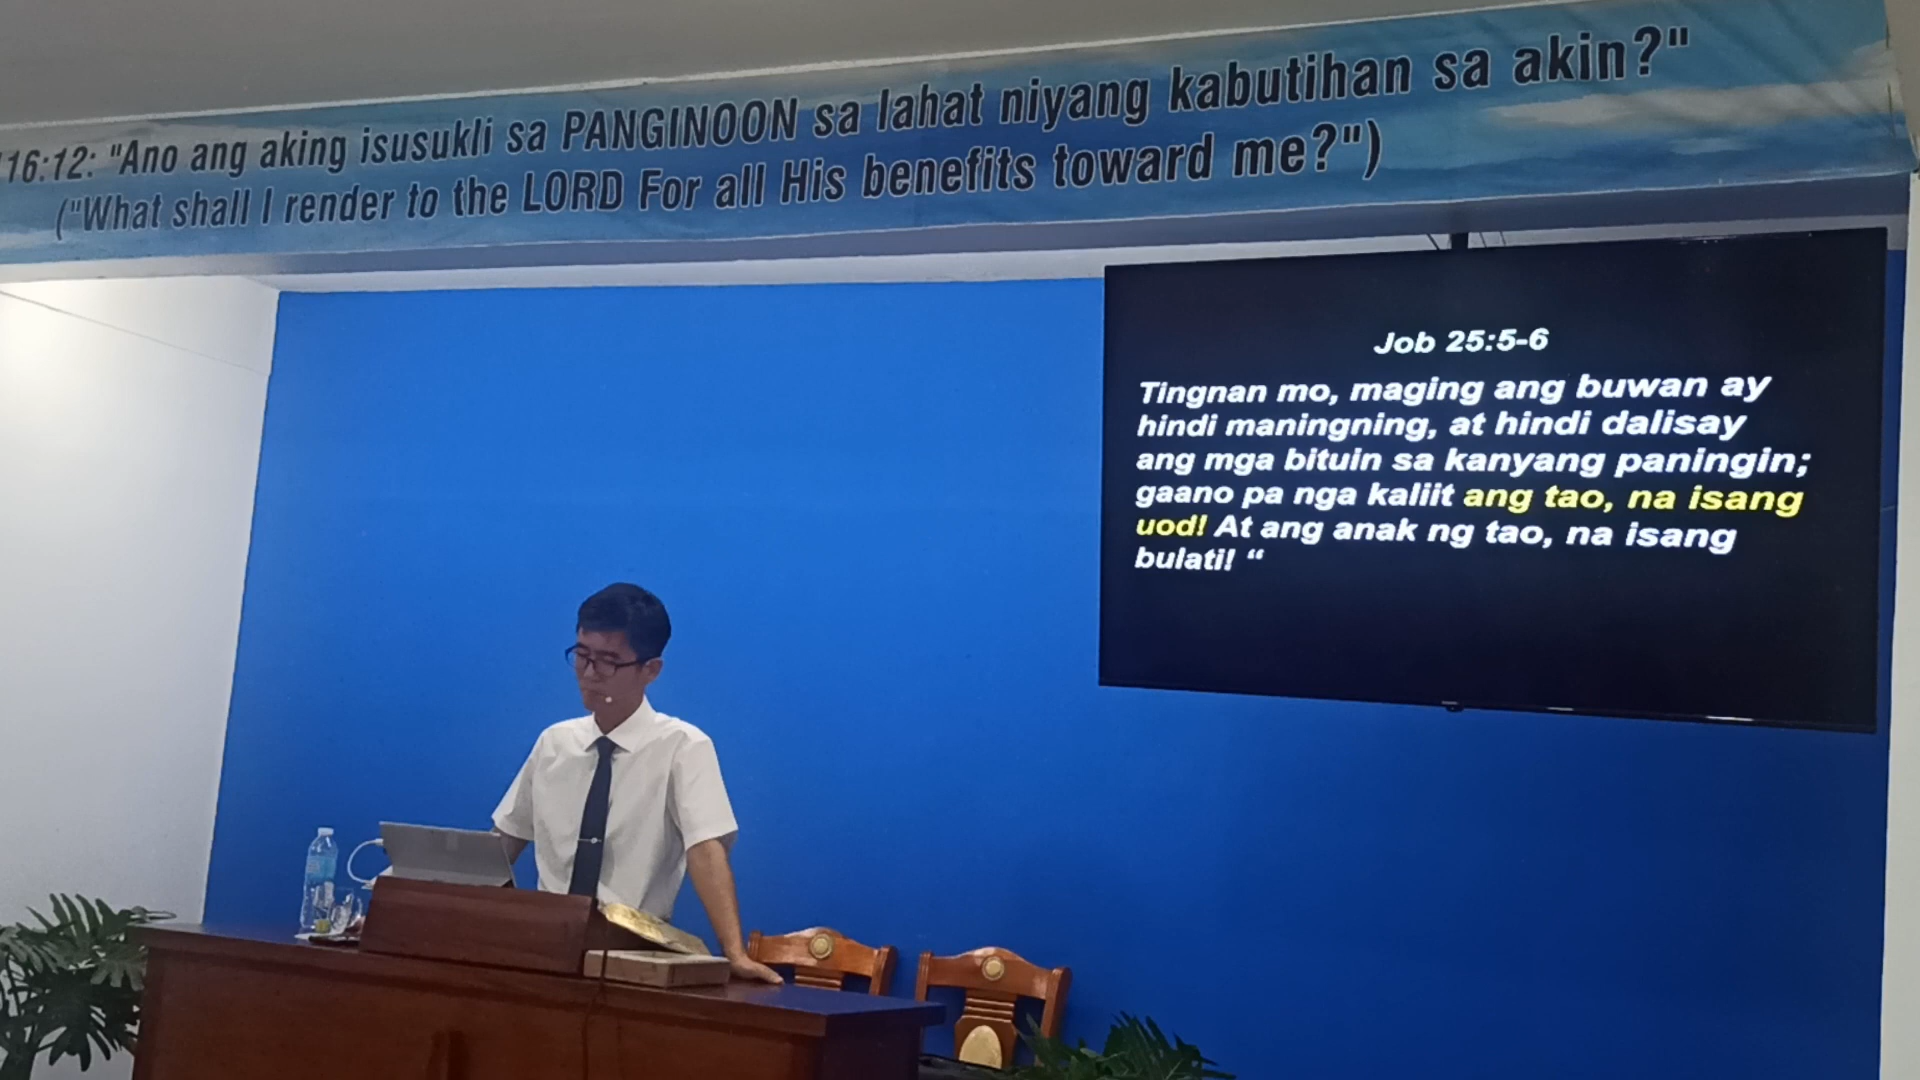 16:12: "Ano ang aking isusukli sa PANGINOON sa lahat niyang kabutihan sa akin?"
("What shall I render to the LORD For all His benefits toward me?")
Job 25:5-6
Tingnan mo, maging ang buwan ay
hindi maningning, at hindi dalisay
ang mga bituin sa kanyang paningin;
gaano pa nga kaliit ang tao, na isang
uod! At ang anak ng tao, na isang
bulati! “